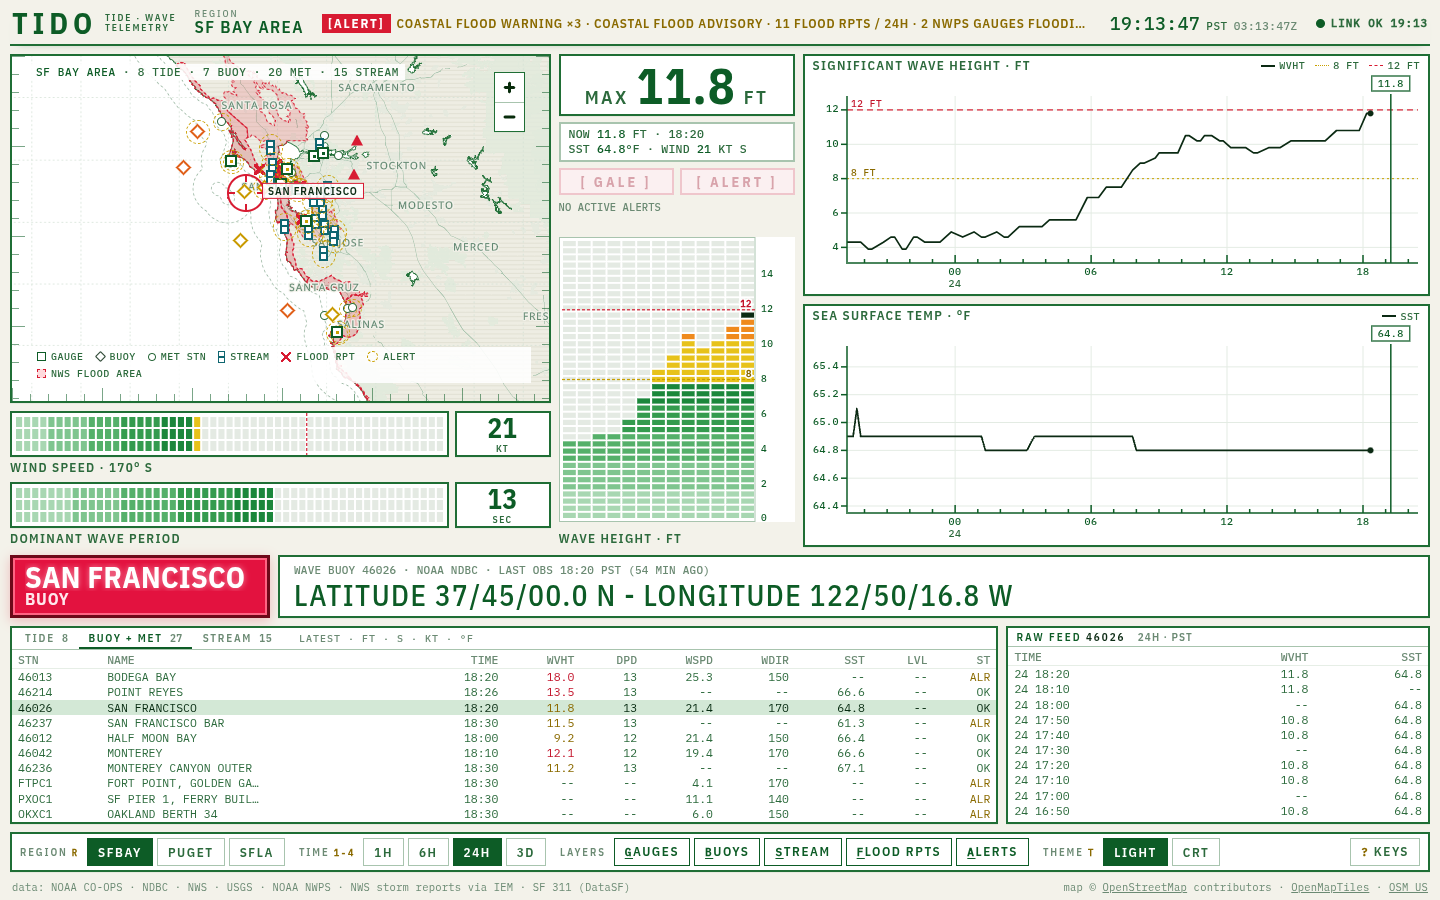 TIDO
TIDE · WAVE
TELEMETRY
REGION
SF BAY AREA
[ALERT] COASTAL FLOOD WARNING ×3 · COASTAL FLOOD ADVISORY · 11 FLOOD RPTS / 24H · 2 NWPS GAUGES FLOODI…
19:13:47 PST 03:13:47Z
LINK OK 19:13
SF BAY AREA · 8 TIDE · 7 BUOY · 20 MET · 15 STREAM
+
−
SACRAMENTO
SANTA ROSA
STOCKTON
SAN FRANCISCO
MODESTO
MERCED
SANTA CRUZ
SALINAS
FRES
GAUGE
BUOY
MET STN
STREAM
FLOOD RPT
ALERT
NWS FLOOD AREA
21
KT
WIND SPEED · 170° S
13
SEC
DOMINANT WAVE PERIOD
MAX 11.8 FT
NOW 11.8 FT · 18:20
SST 64.8°F · WIND 21 KT S
[ GALE ]
[ ALERT ]
NO ACTIVE ALERTS
14
12
12
10
8
8
6
4
2
0
WAVE HEIGHT · FT
SIGNIFICANT WAVE HEIGHT · FT
WVHT
8 FT
12 FT
11.8
12 FT
8 FT
12
10
8
6
4
00
24
06
12
18
SEA SURFACE TEMP · °F
SST
64.8
65.4
65.2
65.0
64.8
64.6
64.4
00
24
06
12
18
SAN FRANCISCO
BUOY
WAVE BUOY 46026 · NOAA NDBC · LAST OBS 18:20 PST (54 MIN AGO)
LATITUDE 37/45/00.0 N - LONGITUDE 122/50/16.8 W
TIDE 8
BUOY + MET 27
STREAM 15
LATEST · FT · S · KT · °F
STN NAME TIME WVHT DPD WSPD WDIR SST LVL ST
46013 BODEGA BAY 18:20 18.0 13 25.3 150 -- -- ALR
46214 POINT REYES 18:26 13.5 13 -- -- 66.6 -- OK
46026 SAN FRANCISCO 18:20 11.8 13 21.4 170 64.8 -- OK
46237 SAN FRANCISCO BAR 18:30 11.5 13 -- -- 61.3 -- ALR
46012 HALF MOON BAY 18:00 9.2 12 21.4 150 66.4 -- OK
46042 MONTEREY 18:10 12.1 12 19.4 170 66.6 -- OK
46236 MONTEREY CANYON OUTER 18:30 11.2 13 -- -- 67.1 -- OK
FTPC1 FORT POINT, GOLDEN GA… 18:30 -- -- 4.1 170 -- -- ALR
PXOC1 SF PIER 1, FERRY BUIL… 18:30 -- -- 11.1 140 -- -- ALR
OKXC1 OAKLAND BERTH 34 18:30 -- -- 6.0 150 -- -- ALR
RAW FEED 46026 24H · PST
TIME WVHT SST
24 18:20 11.8 64.8
24 18:10 11.8 --
24 18:00 -- 64.8
24 17:50 10.8 64.8
24 17:40 10.8 64.8
24 17:30 -- 64.8
24 17:20 10.8 64.8
24 17:10 10.8 64.8
24 17:00 -- 64.8
24 16:50 10.8 64.8
REGION R
SFBAY
PUGET
SFLA
TIME 1-4
1H
6H
24H
3D
LAYERS
GAUGES
BUOYS
STREAM
FLOOD RPTS
ALERTS
THEME T
LIGHT
CRT
? KEYS
data: NOAA CO-OPS · NDBC · NWS · USGS · NOAA NWPS · NWS storm reports via IEM · SF 311 (DataSF)
map © OpenStreetMap contributors · OpenMapTiles · OSM US